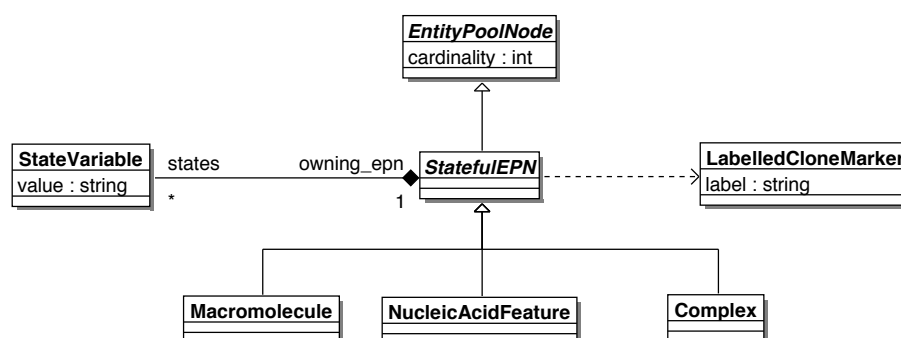 EntityPoolNode
cardinality : int
StateVariable
value : string
states
*
owning_epn
1
StatefulEPN
LabelledCloneMarker
label : string
Macromolecule
NucleicAcidFeature
Complex